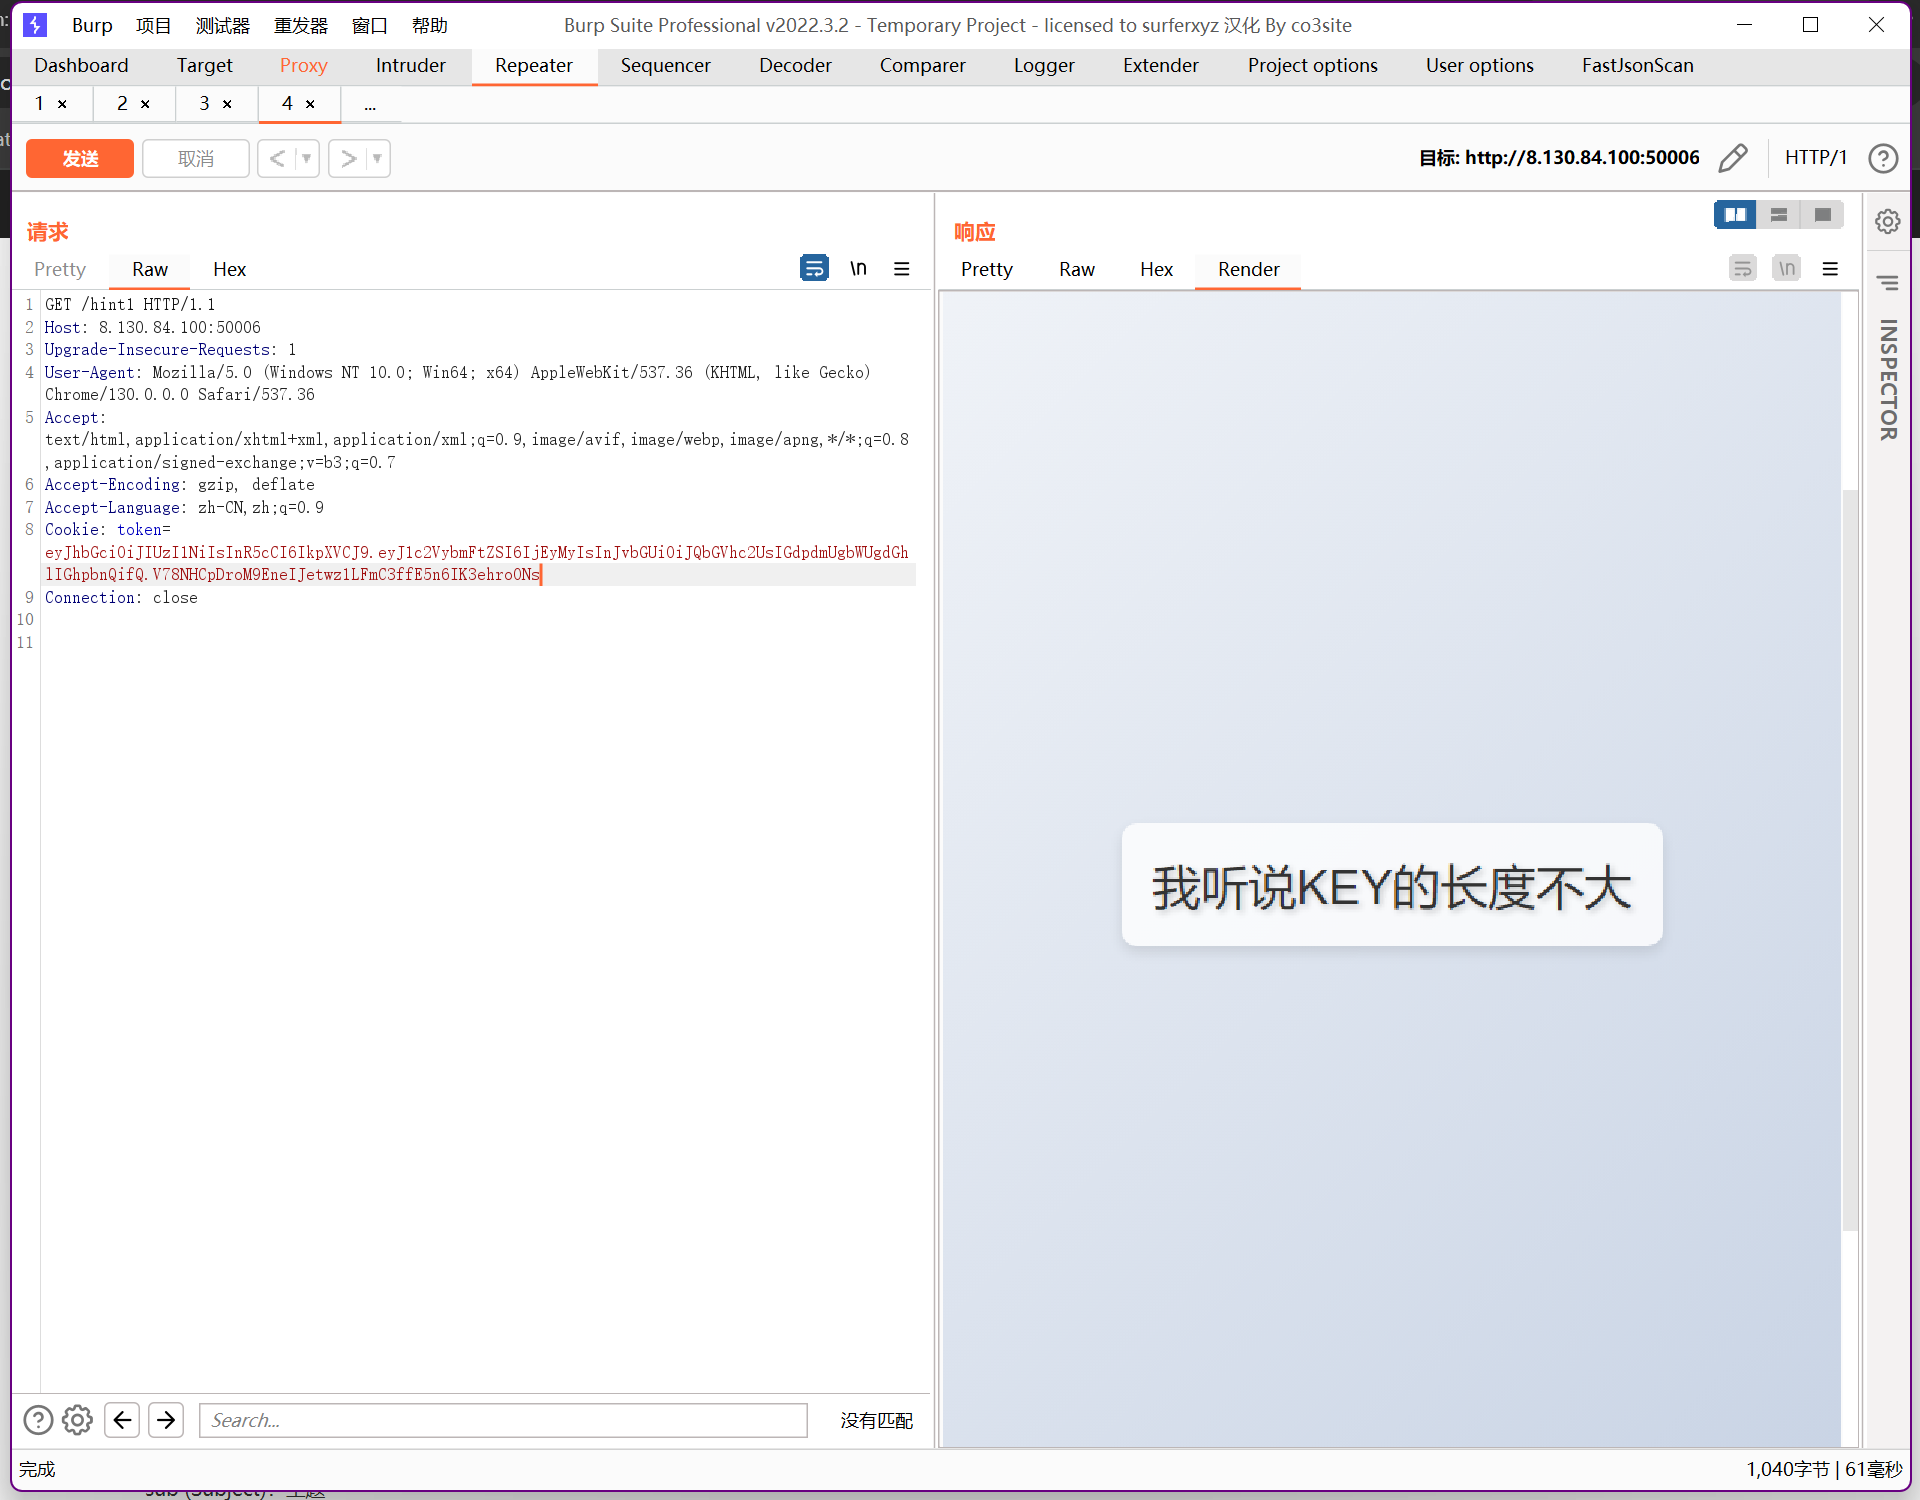 Burp 项目 测试器 重发器 窗口 帮助 Burp Suite Professional v2022.3.2 - Temporary Project - licensed to surferxyz 汉化 By co3site
Dashboard Target Proxy Intruder Repeater Sequencer Decoder Comparer Logger Extender Project options User options FastJsonScan
1 × 2 × 3 × 4 × ...
发送 取消 < > 目标: http://8.130.84.100:50006 HTTP/1
请求
Pretty Raw Hex \n
1 GET /hint1 HTTP/1.1
2 Host: 8.130.84.100:50006
3 Upgrade-Insecure-Requests: 1
4 User-Agent: Mozilla/5.0 (Windows NT 10.0; Win64; x64) AppleWebKit/537.36 (KHTML, like Gecko)
Chrome/130.0.0.0 Safari/537.36
5 Accept:
text/html,application/xhtml+xml,application/xml;q=0.9,image/avif,image/webp,image/apng,*/*;q=0.8
,application/signed-exchange;v=b3;q=0.7
6 Accept-Encoding: gzip, deflate
7 Accept-Language: zh-CN,zh;q=0.9
8 Cookie: token=
eyJhbGciOiJIUzI1NiIsInR5cCI6IkpXVCJ9.eyJ1c2VybmFtZSI6IjEyMyIsInJvbGUiOiJQbGVhc2UsIGdpdmUgbWUgdGh
lIGhpbnQifQ.V78NHCpDroM9EneIJetwz1LFmC3ffE5n6IK3ehroONs
9 Connection: close
10
11
响应
Pretty Raw Hex Render \n
我听说KEY的长度不大
INSPECTOR
Search... 没有匹配
完成 1,040字节 | 61毫秒